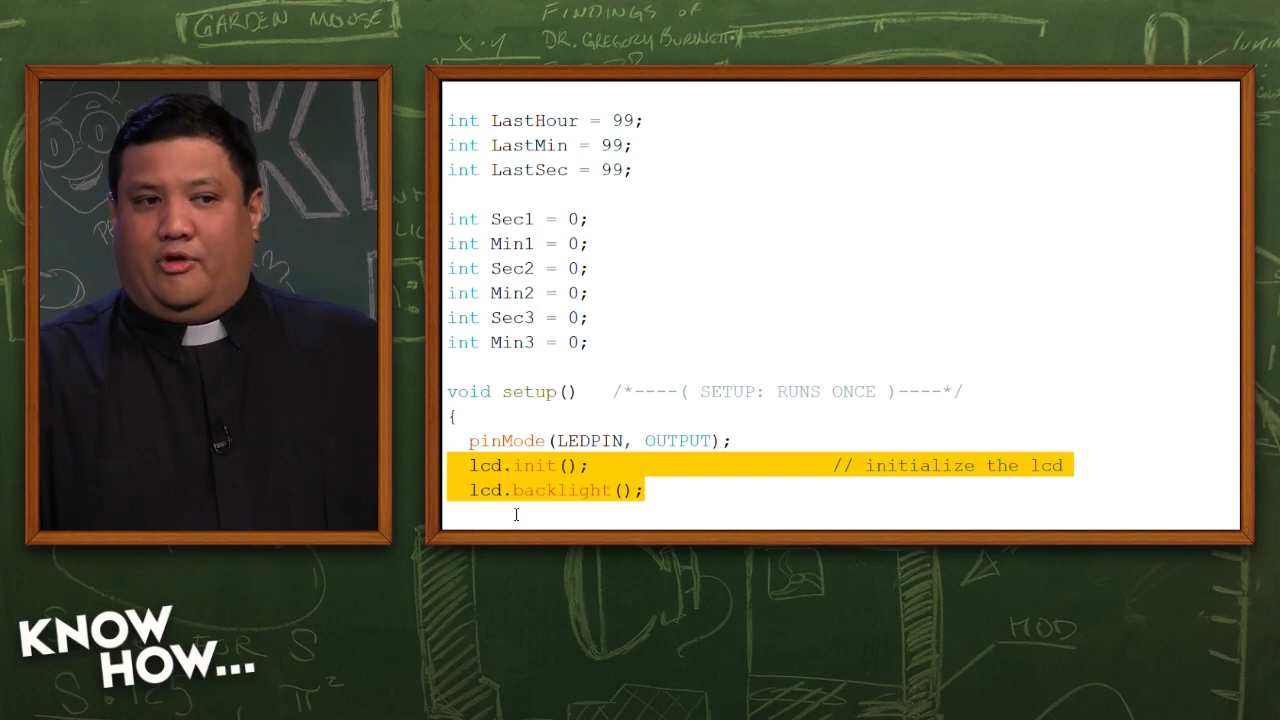 GARDEN MOUSE
FINDINGS OF
DR. GREGORY BURNETT
X·Y
int LastHour = 99;
int LastMin = 99;
int LastSec = 99;
int Sec1 = 0;
int Min1 = 0;
int Sec2 = 0;
int Min2 = 0;
int Sec3 = 0;
int Min3 = 0;
void setup() /*----( SETUP: RUNS ONCE )----*/
{
pinMode(LEDPIN, OUTPUT);
lcd.init(); // initialize the lcd
lcd.backlight();
KNOW
HOW...
MOD
π²